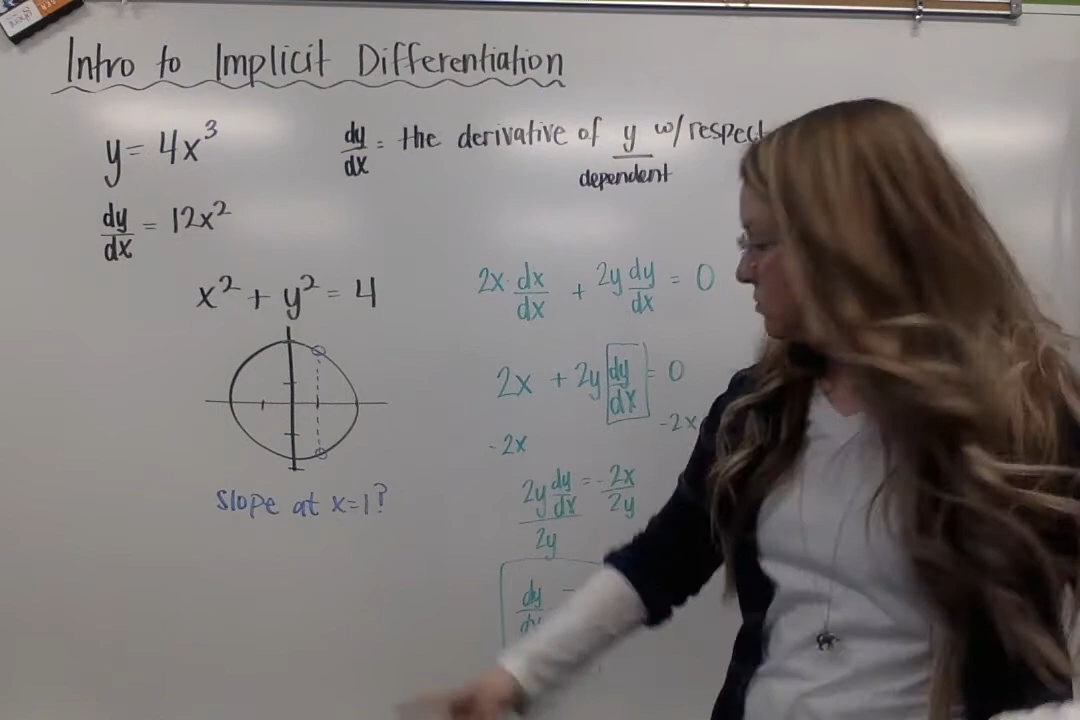 Intro to Implicit Differentiation
y = 4x³
dy/dx = 12x²
dy/dx = the derivative of y w/ respect
dependent
x² + y² = 4
slope at x=1?
2x · dx/dx + 2y dy/dx = 0
2x + 2y dy/dx = 0
-2x -2x
2y dy/dx / 2y = -2x/2y
dy